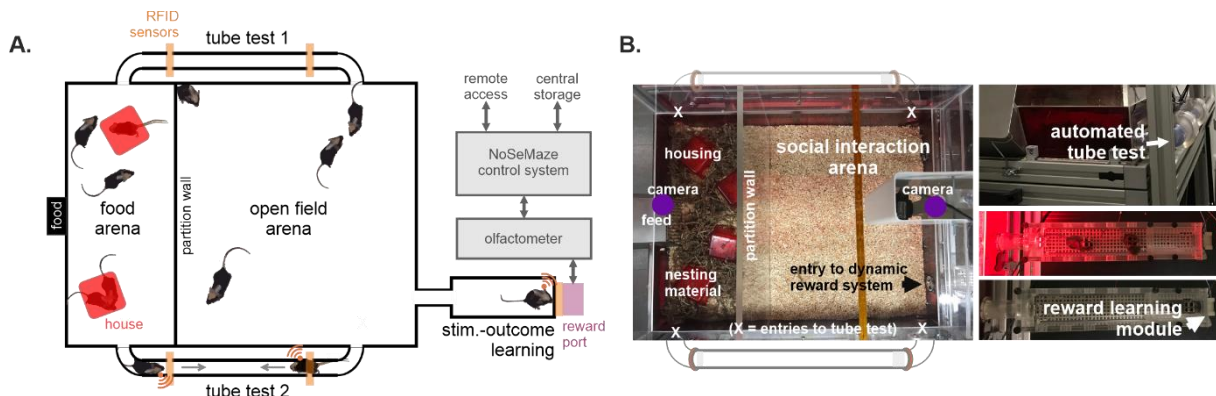 A.
RFID
sensors
tube test 1
remote
access
central
storage
NoSeMaze
control system
food
food
arena
partition wall
open field
arena
olfactometer
house
stim.-outcome
learning
reward
port
tube test 2
B.
X
X
housing
social interaction
arena
camera
feed
partition wall
camera
nesting
material
entry to dynamic
reward system
X
(X = entries to tube test)
X
automated
tube test
reward learning
module